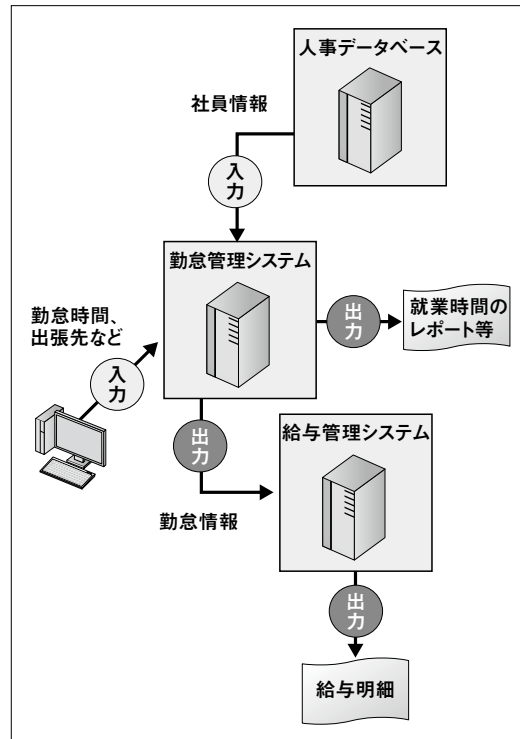 人事データベース
社員情報
入力
勤怠管理システム
勤怠時間、
出張先など
入力
出力
就業時間の
レポート等
出力
給与管理システム
勤怠情報
出力
給与明細